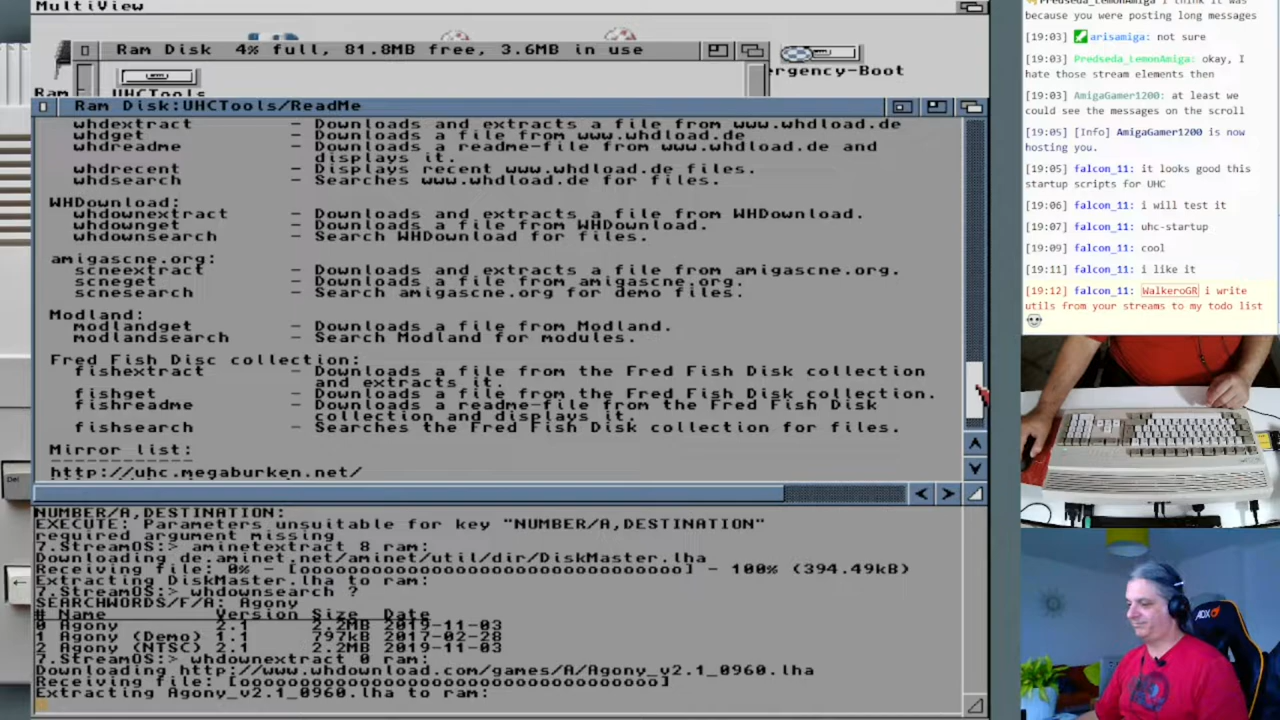 MultiView
Ram Disk  4% full, 81.8MB free, 3.6MB in use
ergency-Boot
Ram
UHCTools
Ram Disk:UHCTools/ReadMe
whdextract - Downloads and extracts a file from www.whdload.de
whdget - Downloads a file from www.whdload.de
whdreadme - Downloads a readme-file from www.whdload.de and
displays it.
whdrecent - Displays recent www.whdload.de files.
whdsearch - Searches www.whdload.de for files.
WHDownload:
whdownextract - Downloads and extracts a file from WHDownload.
whdownget - Downloads a file from WHDownload.
whdownsearch - Search WHDownload for files.
amigascne.org:
scneextract - Downloads and extracts a file from amigascne.org.
scneget - Downloads a file from amigascne.org.
scnesearch - Search amigascne.org for demo files.
Modland:
modlandget - Downloads a file from Modland.
modlandsearch - Search Modland for modules.
Fred Fish Disc collection:
fishextract - Downloads a file from the Fred Fish Disk collection
and extracts it.
fishget - Downloads a file from the Fred Fish Disk collection.
fishreadme - Downloads a readme-file from the Fred Fish Disk
collection and displays it.
fishsearch - Searches the Fred Fish Disk collection for files.
Mirror list:
------------
http://uhc.megaburken.net/
NUMBER/A,DESTINATION:
EXECUTE: Parameters unsuitable for key "NUMBER/A,DESTINATION"
required argument missing
7.StreamOS:> aminetextract 8 ram:
Downloading de.aminet.net/aminet/util/dir/DiskMaster.lha
Receiving file: 0% - [oooooooooooooooooooooooooooooooooo] - 100% (394.49kB)
Extracting DiskMaster.lha to ram:
7.StreamOS:> whdownsearch ?
SEARCHWORDS/F/A: Agony
# Name Version Size Date
0 Agony 2.1 2.2MB 2019-11-03
1 Agony (Demo) 1.1 797kB 2017-02-28
2 Agony (NTSC) 2.1 2.2MB 2019-11-03
7.StreamOS:> whdownextract 0 ram:
Downloading http://www.whdownload.com/games/A/Agony_v2.1_0960.lha
Receiving file: [oooooooooooooooooooooooooooooooooooo]
Extracting Agony_v2.1_0960.lha to ram:
Predseda_LemonAmiga I think it was
because you were posting long messages
[19:03] arisamiga: not sure
[19:03] Predseda_LemonAmiga: okay, I
hate those stream elements then
[19:03] AmigaGamer1200: at least we
could see the messages on the scroll
[19:05] [Info] AmigaGamer1200 is now
hosting you.
[19:05] falcon_11: it looks good this
startup scripts for UHC
[19:06] falcon_11: i will test it
[19:07] falcon_11: uhc-startup
[19:09] falcon_11: cool
[19:11] falcon_11: i like it
[19:12] falcon_11: WalkeroGR i write
utils from your streams to my todo list
Del
ADX